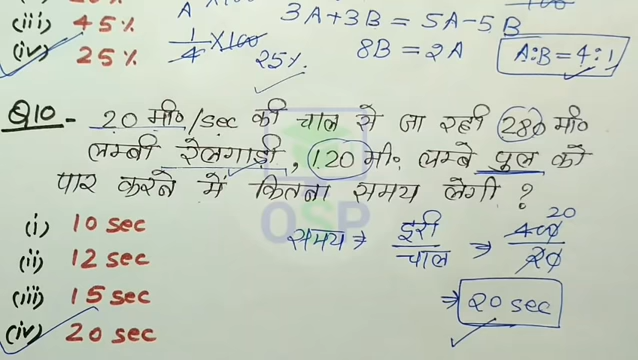 (iii) 45%
(iv) 25%
A
1/4 ×100
25%
3A+3B = 5A-5B
8B = 2A
A:B = 4:1
Q10 - 20 मी०/sec की चाल से जा रही 280 मी०
लम्बी रेलगाड़ी, 120 मी० लम्बे पुल को
पार करने में कितना समय लेगी ?
OSP
(i) 10 sec
(ii) 12 sec
(iii) 15 sec
(iv) 20 sec
समय ⇒ दूरी/चाल ⇒ 400/20 20
⇒ 20 sec